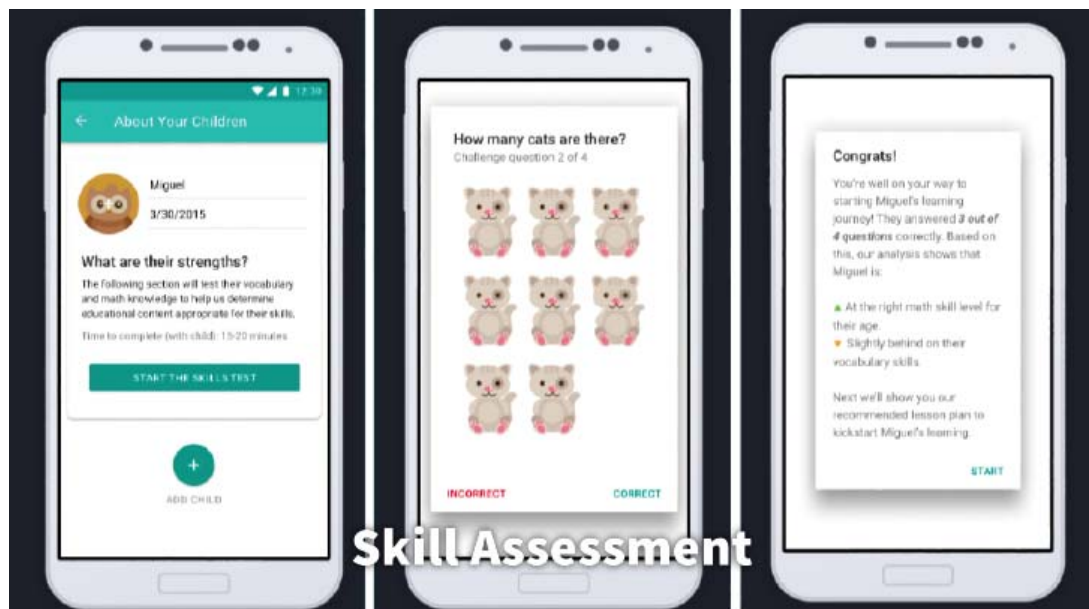 12:30
About Your Children
Miguel
3/30/2015
What are their strengths?
The following section will test their vocabulary
and math knowledge to help us determine
educational content appropriate for their skills.
Time to complete (with child): 15-20 minutes
START THE SKILLS TEST
+
ADD CHILD
How many cats are there?
Challenge question 2 of 4
INCORRECT
CORRECT
Congrats!
You're well on your way to
starting Miguel's learning
journey! They answered 3 out of
4 questions correctly. Based on
this, our analysis shows that
Miguel is:
▲ At the right math skill level for
their age.
▼ Slightly behind on their
vocabulary skills.
Next we'll show you our
recommended lesson plan to
kickstart Miguel's learning.
START
Skill Assessment